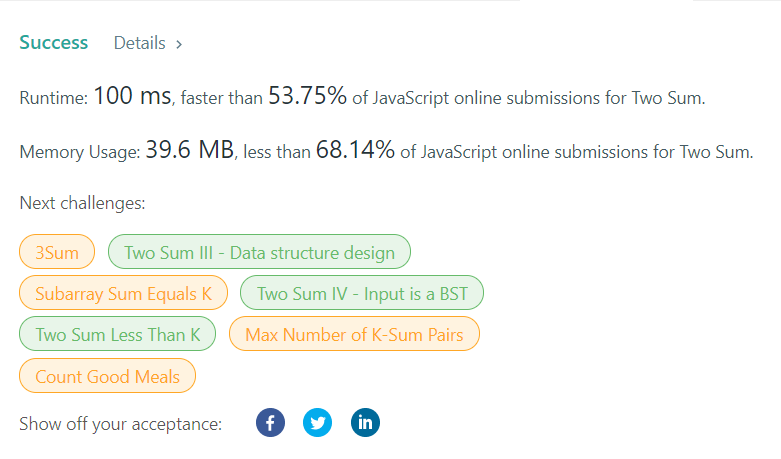 Success Details >
Runtime: 100 ms, faster than 53.75% of JavaScript online submissions for Two Sum.
Memory Usage: 39.6 MB, less than 68.14% of JavaScript online submissions for Two Sum.
Next challenges:
3Sum Two Sum III - Data structure design
Subarray Sum Equals K Two Sum IV - Input is a BST
Two Sum Less Than K Max Number of K-Sum Pairs
Count Good Meals
Show off your acceptance: f in